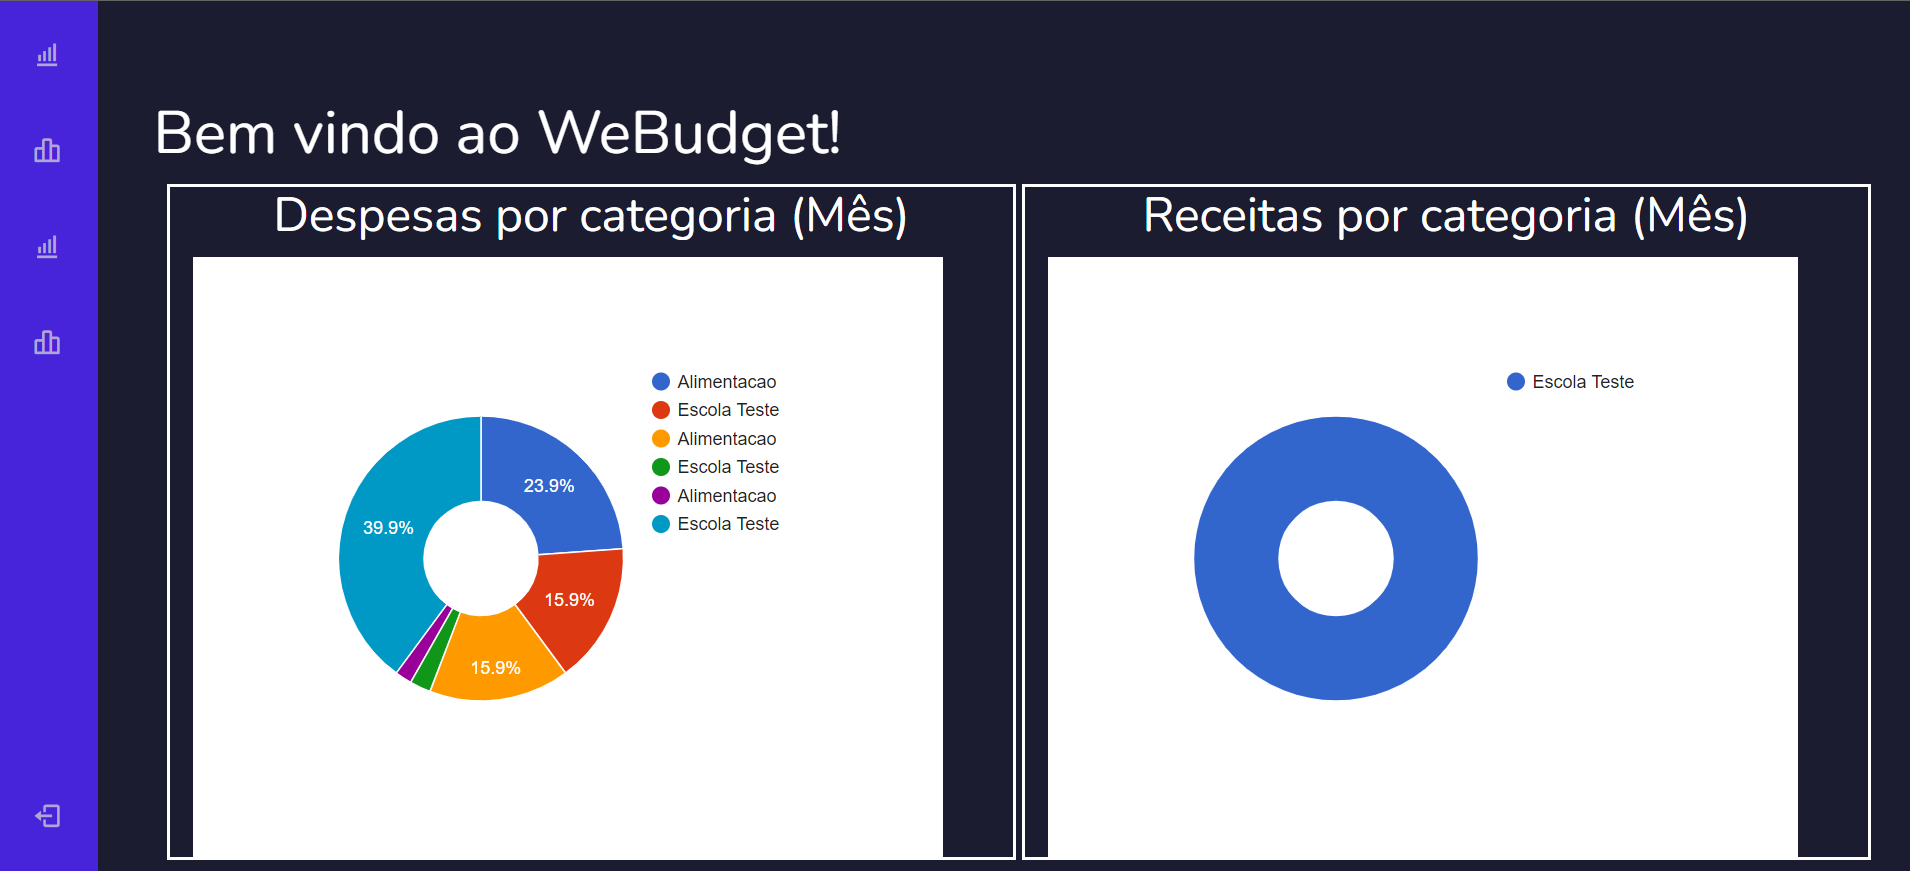 Bem vindo ao WeBudget!
Despesas por categoria (Mês)
Alimentacao
Escola Teste
Alimentacao
Escola Teste
Alimentacao
Escola Teste
23.9%
39.9%
15.9%
15.9%
Receitas por categoria (Mês)
Escola Teste